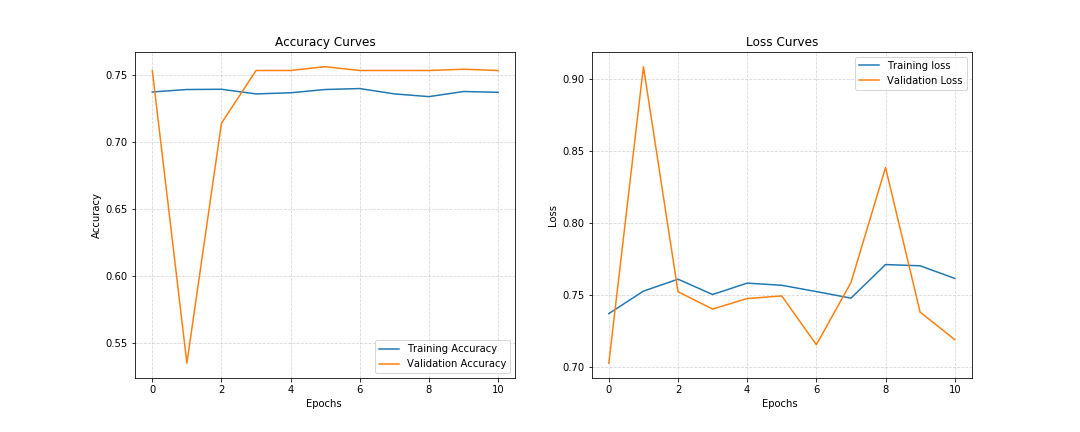 Accuracy Curves
0.75
0.70
0.65
0.60
0.55
Accuracy
0 2 4 6 8 10
Epochs
Training Accuracy
Validation Accuracy
Loss Curves
0.90
0.85
0.80
0.75
0.70
Loss
0 2 4 6 8 10
Epochs
Training loss
Validation Loss